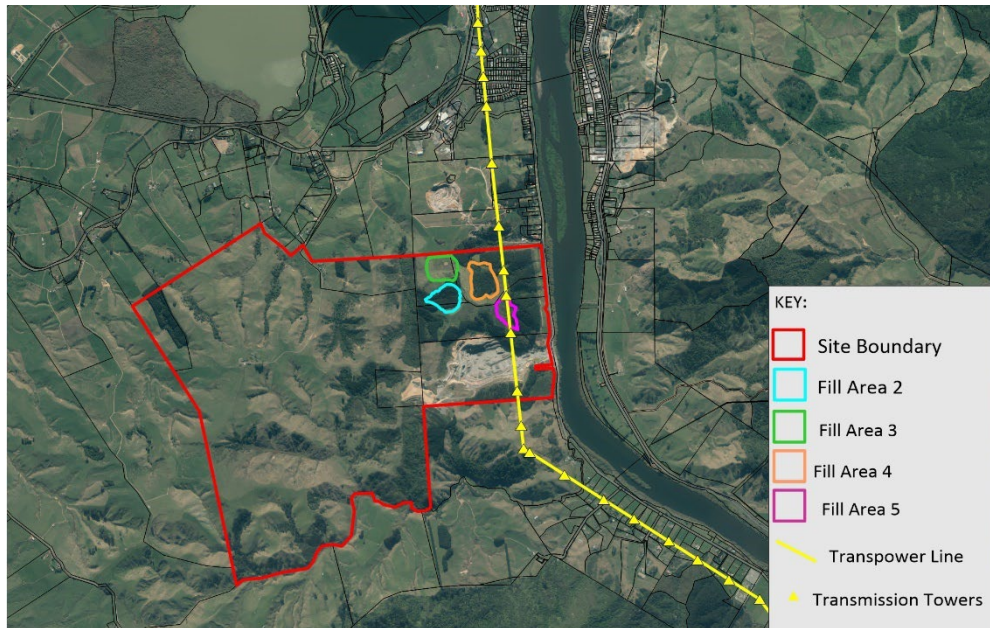 KEY:
Site Boundary
Fill Area 2
Fill Area 3
Fill Area 4
Fill Area 5
Transpower Line
Transmission Towers